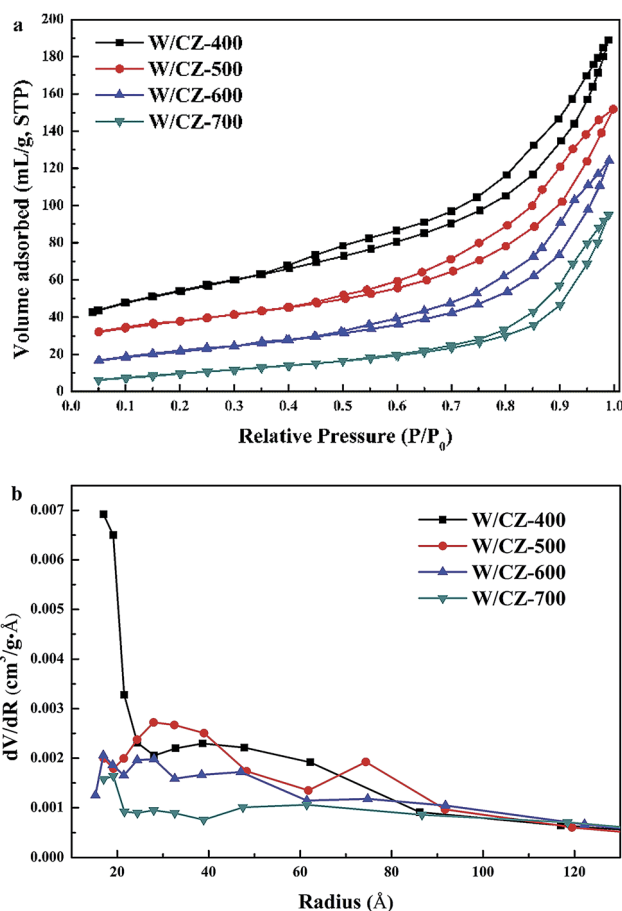 a
W/CZ-400
W/CZ-500
W/CZ-600
W/CZ-700
Volume adsorbed (mL/g, STP)
200
180
160
140
120
100
80
60
40
20
0
0.0 0.1 0.2 0.3 0.4 0.5 0.6 0.7 0.8 0.9 1.0
Relative Pressure (P/P0)
b
W/CZ-400
W/CZ-500
W/CZ-600
W/CZ-700
dV/dR (cm3/g·Å)
0.007
0.006
0.005
0.004
0.003
0.002
0.001
0.000
20 40 60 80 100 120
Radius (Å)